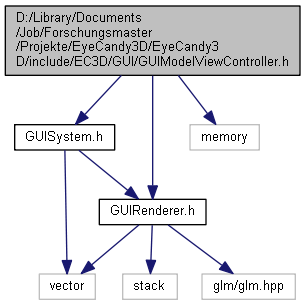 D:/Library/Documents
/Job/Forschungsmaster
/Projekte/EyeCandy3D/EyeCandy3
D/include/EC3D/GUI/GUIModelViewController.h
GUISystem.h
memory
GUIRenderer.h
vector
stack
glm/glm.hpp